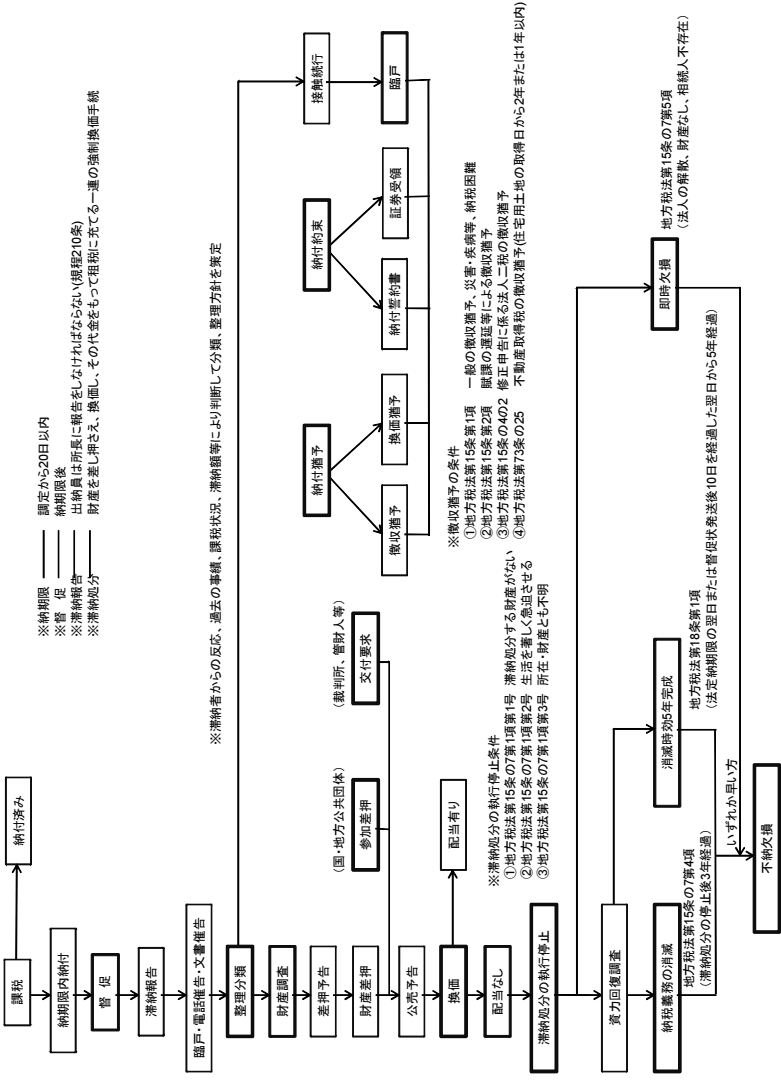 課税
納付済み
納期限内納付
督 促
滞納報告
臨戸・電話催告・文書催告
※納期限 調定から20日以内
※督 促 納期限後
※滞納報告 出納員は所長に報告をしなければならない(規程210条)
※滞納処分 財産を差し押さえ、換価し、その代金をもって租税に充てる一連の強制換価手続
※滞納者からの反応、過去の事績、課税状況、滞納額等により判断して分類、整理方針を策定
整理分類
財産調査
差押予告
財産差押
公売予告
換価
配当なし
滞納処分の執行停止
(国・地方公共団体)
参加差押
(裁判所、管財人等)
交付要求
配当有り
納付猶予
徴収猶予
換価猶予
納付約束
納付誓約書
証券受領
接触続行
臨戸
※徴収猶予の条件
①地方税法第15条第1項 一般の徴収猶予、災害・疾病等、納税困難
②地方税法第15条第2項 賦課の遅延等による徴収猶予
③地方税法第15条の4の2 修正申告に係る法人二税の徴収猶予
④地方税法第73条の25 不動産取得税の徴収猶予(住宅用土地の取得日から2年または1年以内)
※滞納処分の執行停止条件
①地方税法第15条の7第1項第1号 滞納処分する財産がない
②地方税法第15条の7第1項第2号 生活を著しく急迫させる
③地方税法第15条の7第1項第3号 所在・財産とも不明
資力回復調査
納税義務の消滅
地方税法第15条の7第4項
(滞納処分の停止後3年経過)
消滅時効5年完成
地方税法第18条第1項
(法定納期限の翌日または督促状発送後10日を経過した翌日から5年経過)
即時欠損
地方税法第15条の7第5項
(法人の解散、財産なし、相続人不存在)
いずれか早い方
不納欠損